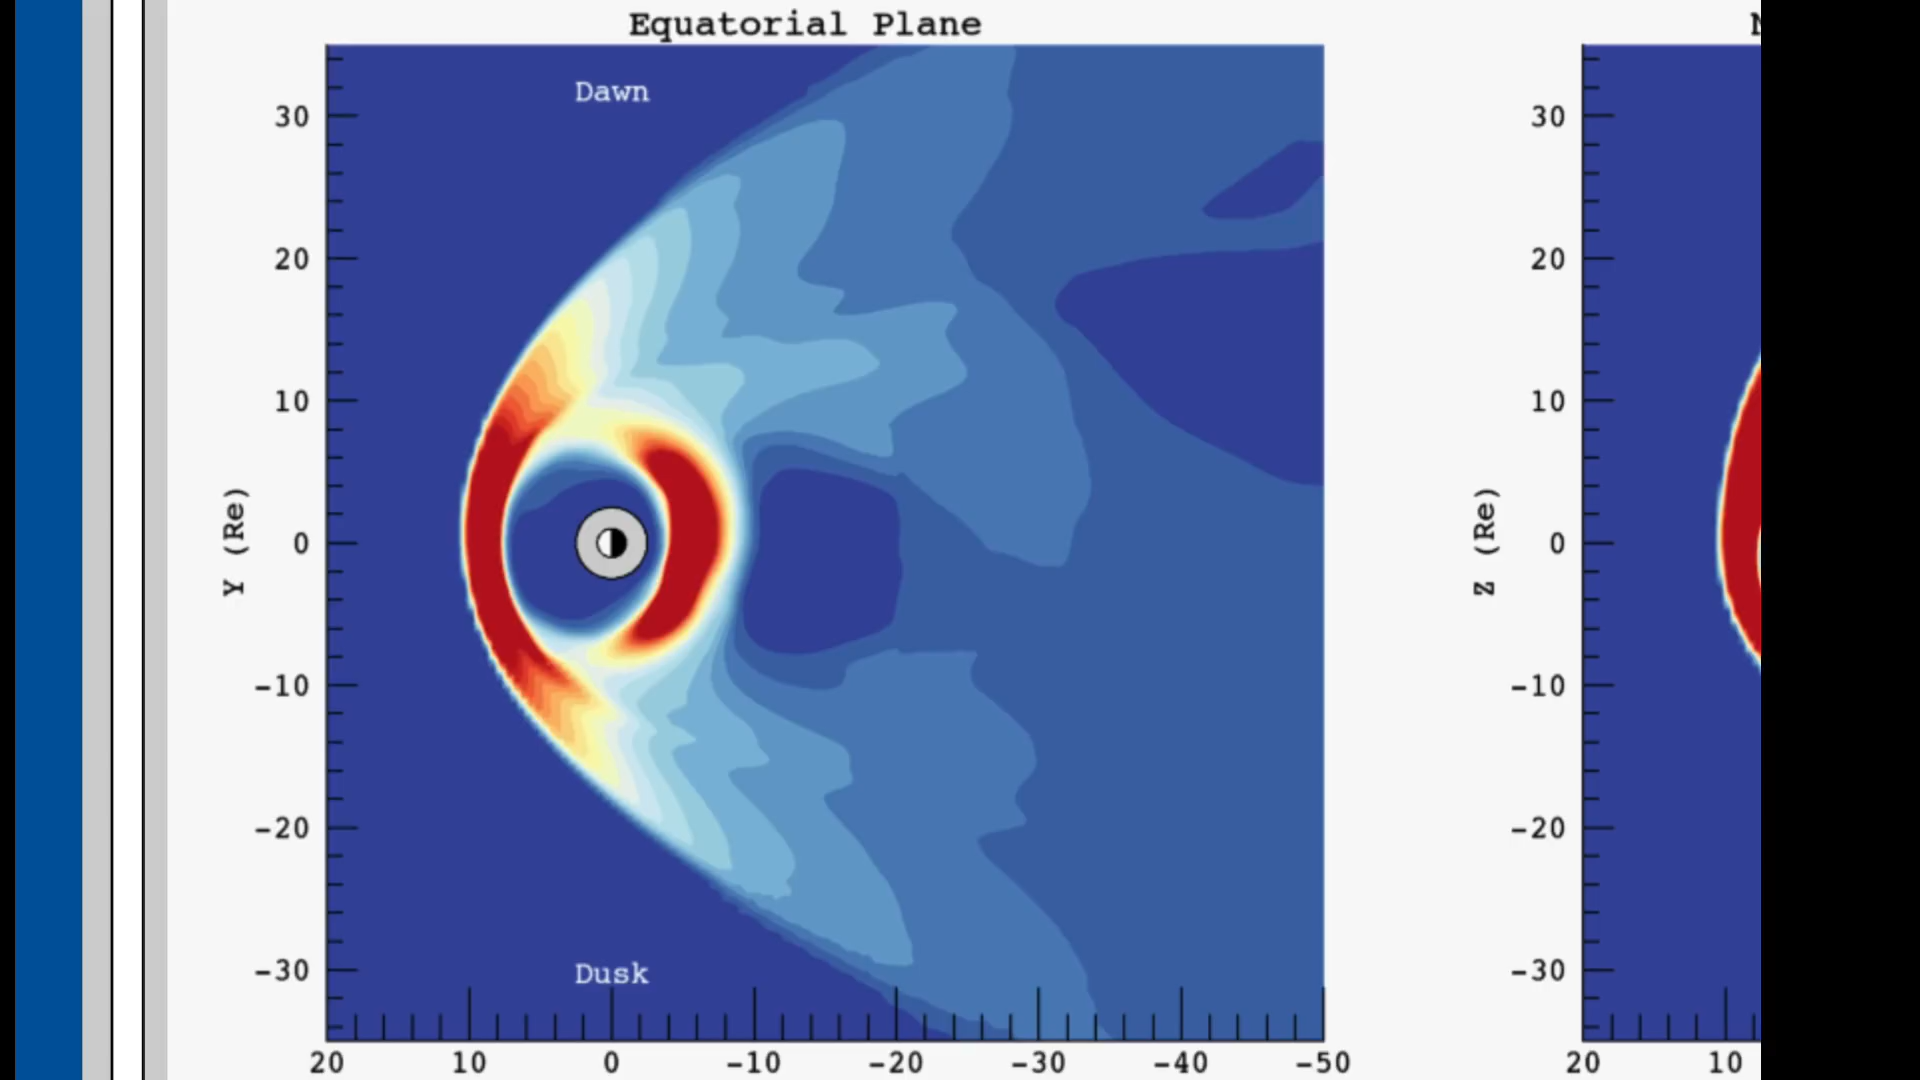 Equatorial Plane
Dawn
30
20
10
0
-10
-20
-30
Y (Re)
Dusk
20 10 0 -10 -20 -30 -40 -50
30
20
10
0
-10
-20
-30
Z (Re)
20 10